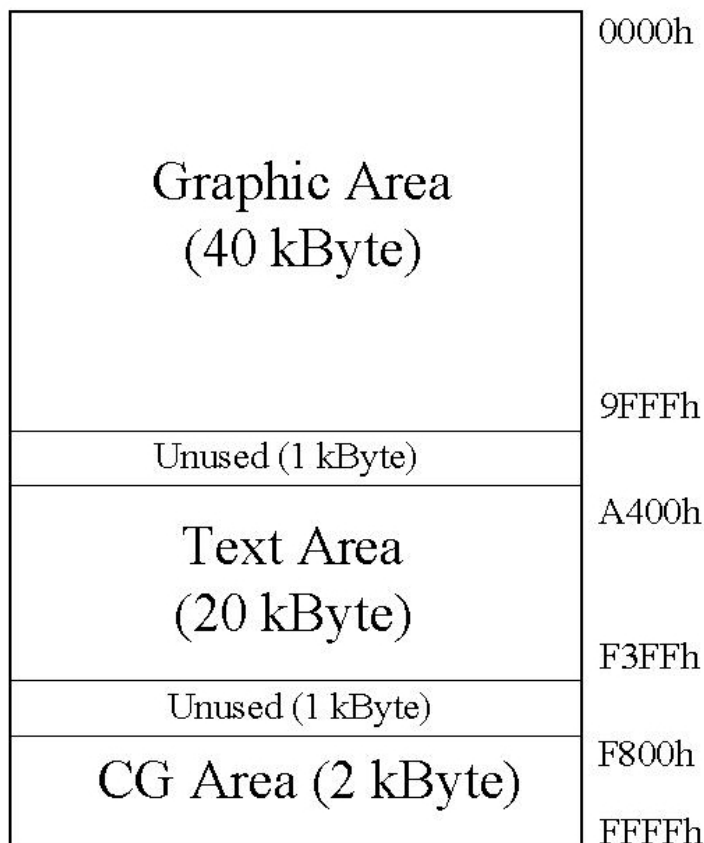 0000h
Graphic Area
(40 kByte)
9FFFh
Unused (1 kByte)
A400h
Text Area
(20 kByte)
F3FFh
Unused (1 kByte)
F800h
CG Area (2 kByte)
FFFFh